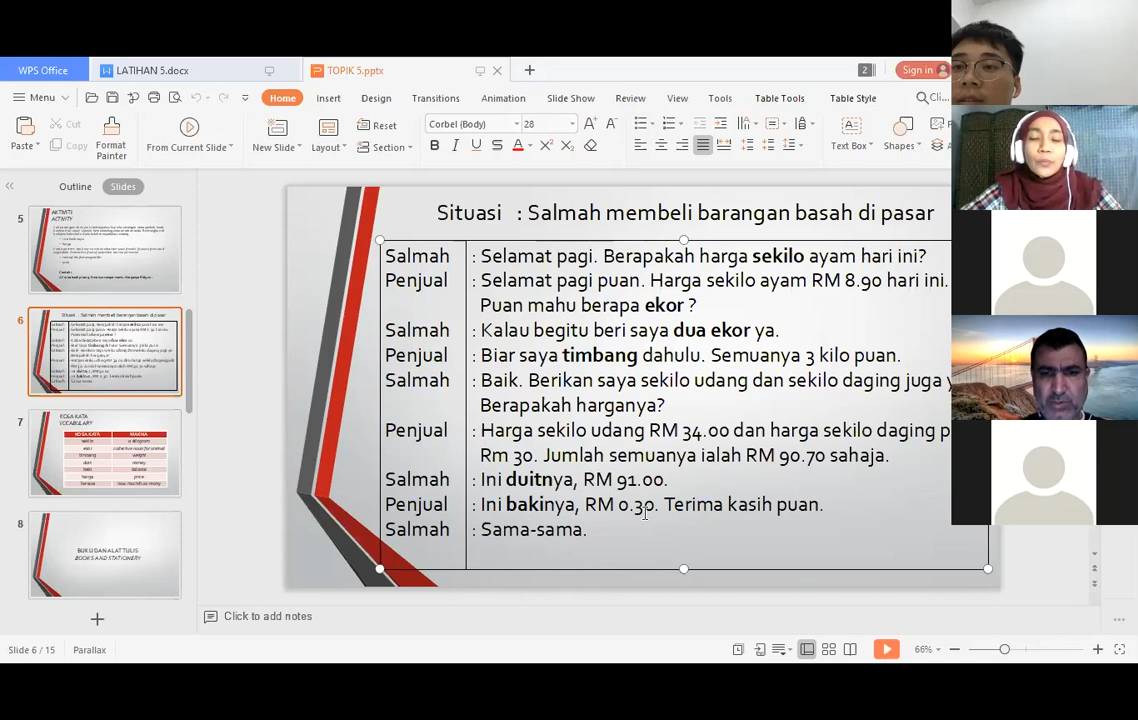 WPS Office
LATIHAN 5.docx
TOPIK 5.pptx
2
Sign in
Menu
Home
Insert
Design
Transitions
Animation
Slide Show
Review
View
Tools
Table Tools
Table Style
Cli...
Paste
Cut
Copy
Format Painter
From Current Slide
New Slide
Layout
Reset
Section
Corbel (Body)
28
Text Box
Shapes
Outline
Slides
5
AKTIVITI
ACTIVITY
6
7
KOSA KATA
VOCABULARY
8
BUKU DAN ALAT TULIS
BOOKS AND STATIONERY
Situasi : Salmah membeli barangan basah di pasar
Salmah : Selamat pagi. Berapakah harga sekilo ayam hari ini?
Penjual : Selamat pagi puan. Harga sekilo ayam RM 8.90 hari ini.
Puan mahu berapa ekor ?
Salmah : Kalau begitu beri saya dua ekor ya.
Penjual : Biar saya timbang dahulu. Semuanya 3 kilo puan.
Salmah : Baik. Berikan saya sekilo udang dan sekilo daging juga
Berapakah harganya?
Penjual : Harga sekilo udang RM 34.00 dan harga sekilo daging
Rm 30. Jumlah semuanya ialah RM 90.70 sahaja.
Salmah : Ini duitnya, RM 91.00.
Penjual : Ini bakinya, RM 0.30. Terima kasih puan.
Salmah : Sama-sama.
Click to add notes
Slide 6 / 15
Parallax
66%